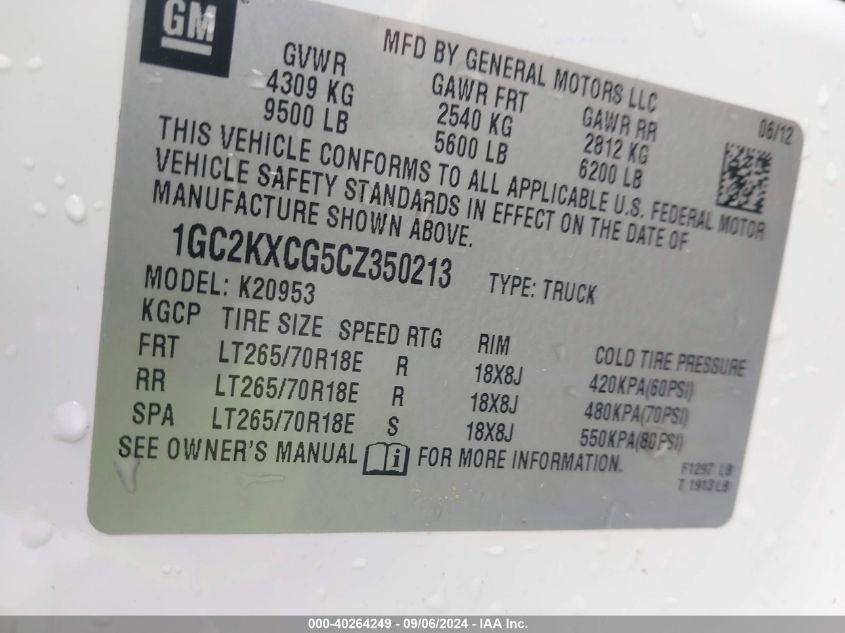 GM
MFD BY GENERAL MOTORS LLC
GVWR GAWR FRT GAWR RR 06/12
4309 KG 2540 KG 2812 KG
9500 LB 5600 LB 6200 LB
THIS VEHICLE CONFORMS TO ALL APPLICABLE U.S. FEDERAL MOTOR
VEHICLE SAFETY STANDARDS IN EFFECT ON THE DATE OF
MANUFACTURE SHOWN ABOVE.
1GC2KXCG5CZ350213 TYPE: TRUCK
MODEL: K20953
KGCP TIRE SIZE SPEED RTG RIM COLD TIRE PRESSURE
FRT LT265/70R18E R 18X8J 420KPA(60PSI)
RR LT265/70R18E R 18X8J 480KPA(70PSI)
SPA LT265/70R18E S 18X8J 550KPA(80PSI)
SEE OWNER'S MANUAL i FOR MORE INFORMATION.
F1297 LB
T 1913 LB
000-40264249 - 09/06/2024 - IAA Inc.